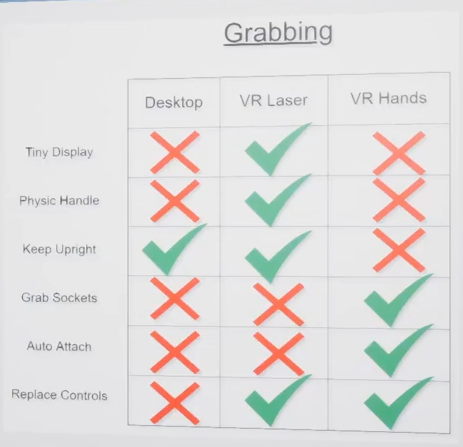 Grabbing
Desktop VR Laser VR Hands
Tiny Display
Physic Handle
Keep Upright
Grab Sockets
Auto Attach
Replace Controls